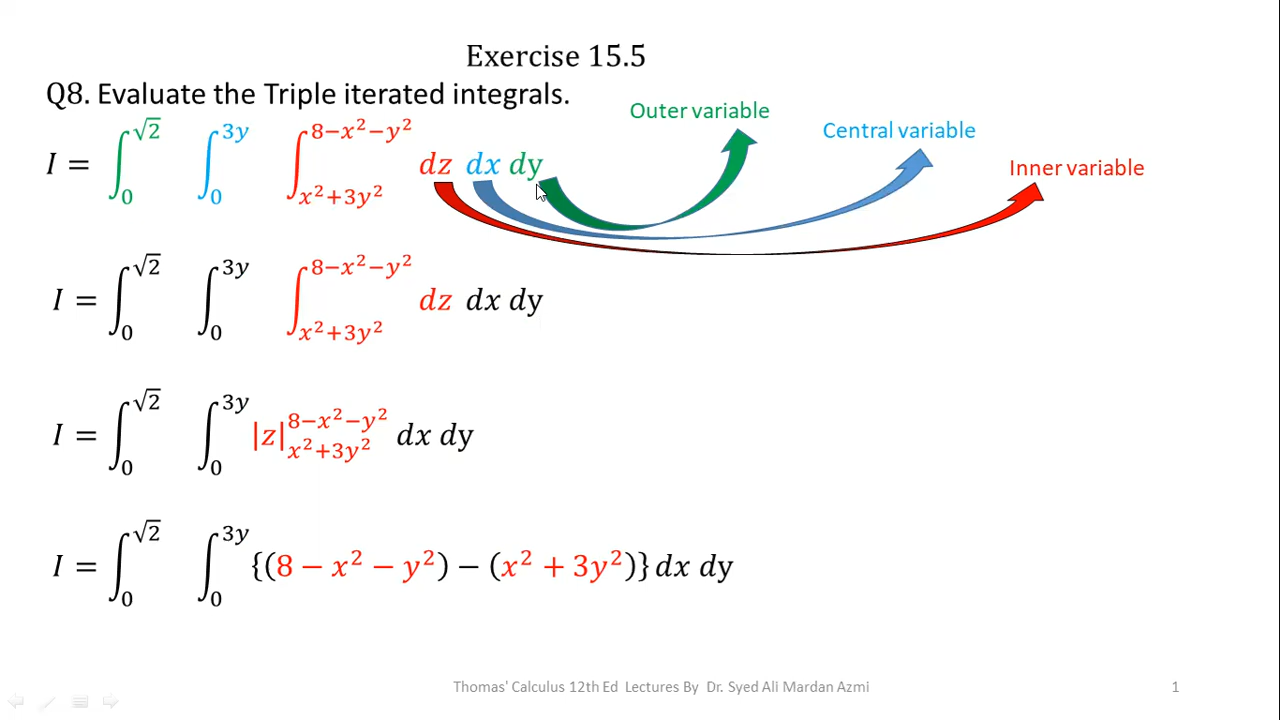 Exercise 15.5
Q8. Evaluate the Triple iterated integrals.
Outer variable
Central variable
Inner variable
I = ∫₀^√2 ∫₀^3y ∫_{x²+3y²}^{8−x²−y²} dz dx dy
I = ∫₀^√2 ∫₀^3y ∫_{x²+3y²}^{8−x²−y²} dz dx dy
I = ∫₀^√2 ∫₀^3y |z|_{x²+3y²}^{8−x²−y²} dx dy
I = ∫₀^√2 ∫₀^3y {(8 − x² − y²) − (x² + 3y²)} dx dy
Thomas' Calculus 12th Ed Lectures By Dr. Syed Ali Mardan Azmi
1